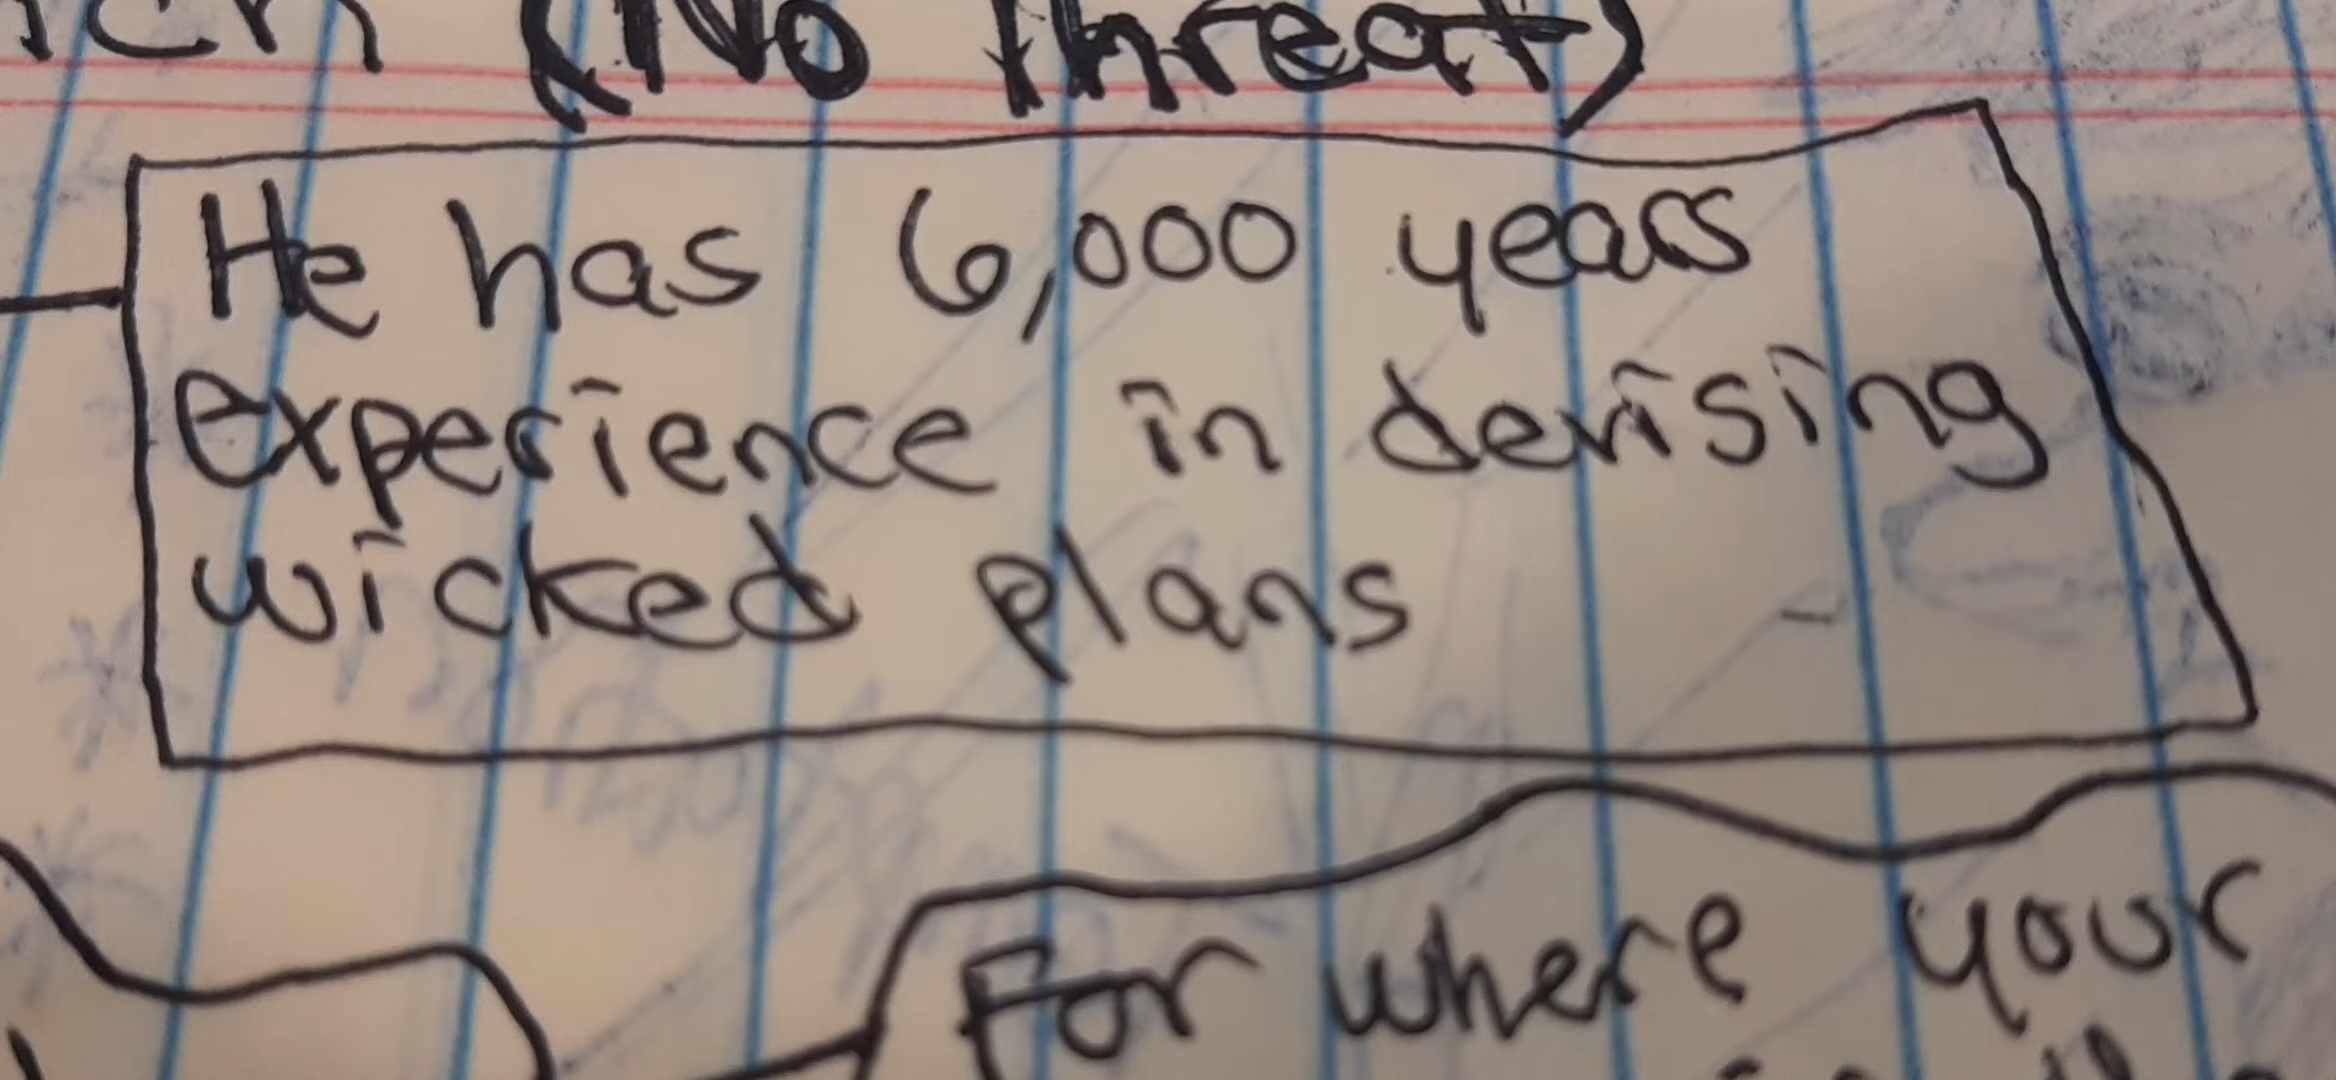 (No threat)
He has 6,000 years
experience in devising
wicked plans
For where your